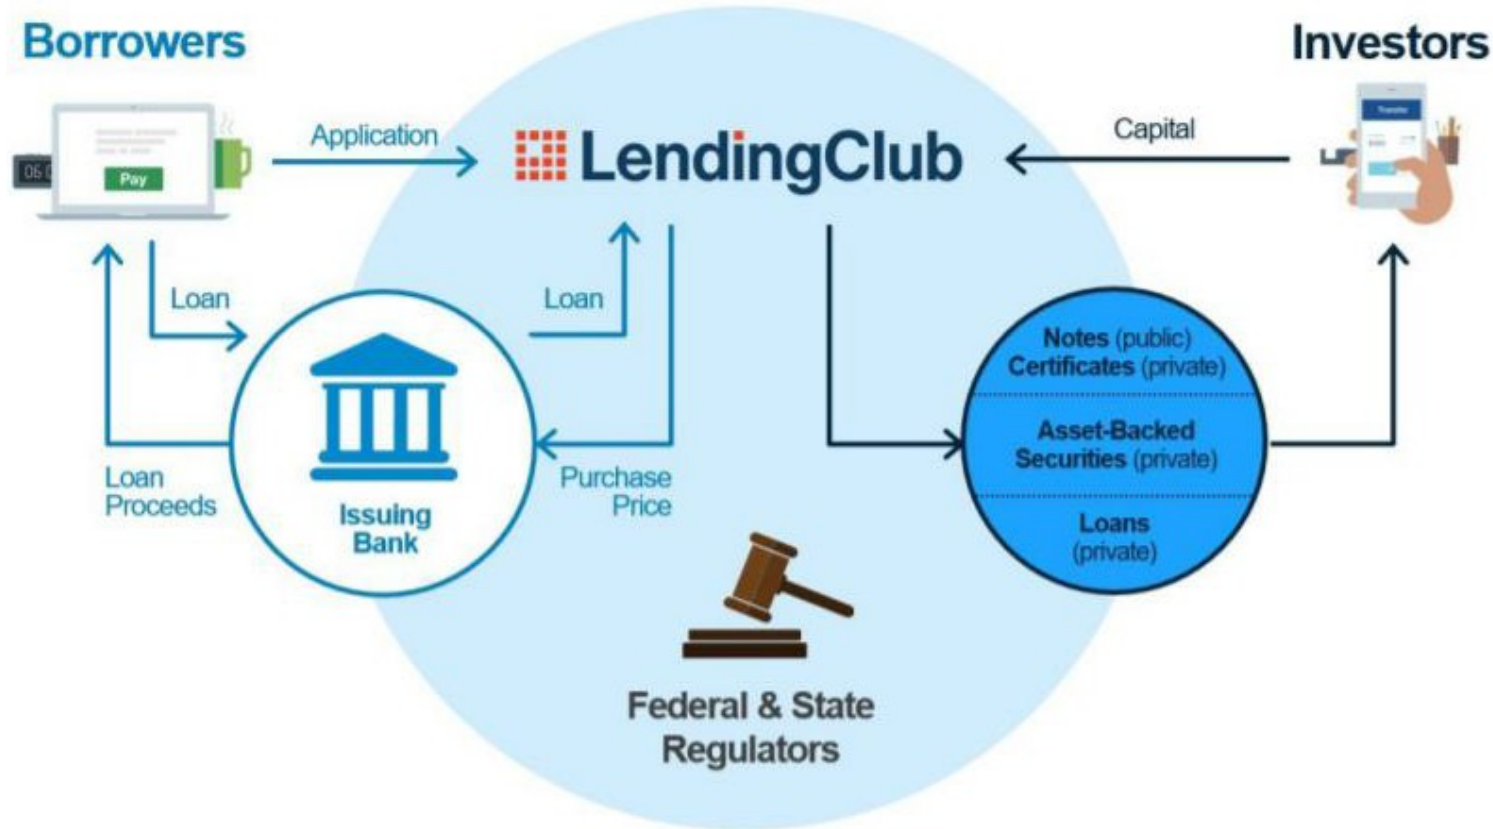 Borrowers
Investors
Application
LendingClub
Capital
Pay
Transfer
Loan
Loan
Notes (public)
Certificates (private)
Asset-Backed
Securities (private)
Loans
(private)
Loan
Proceeds
Purchase
Price
Issuing
Bank
Federal & State
Regulators